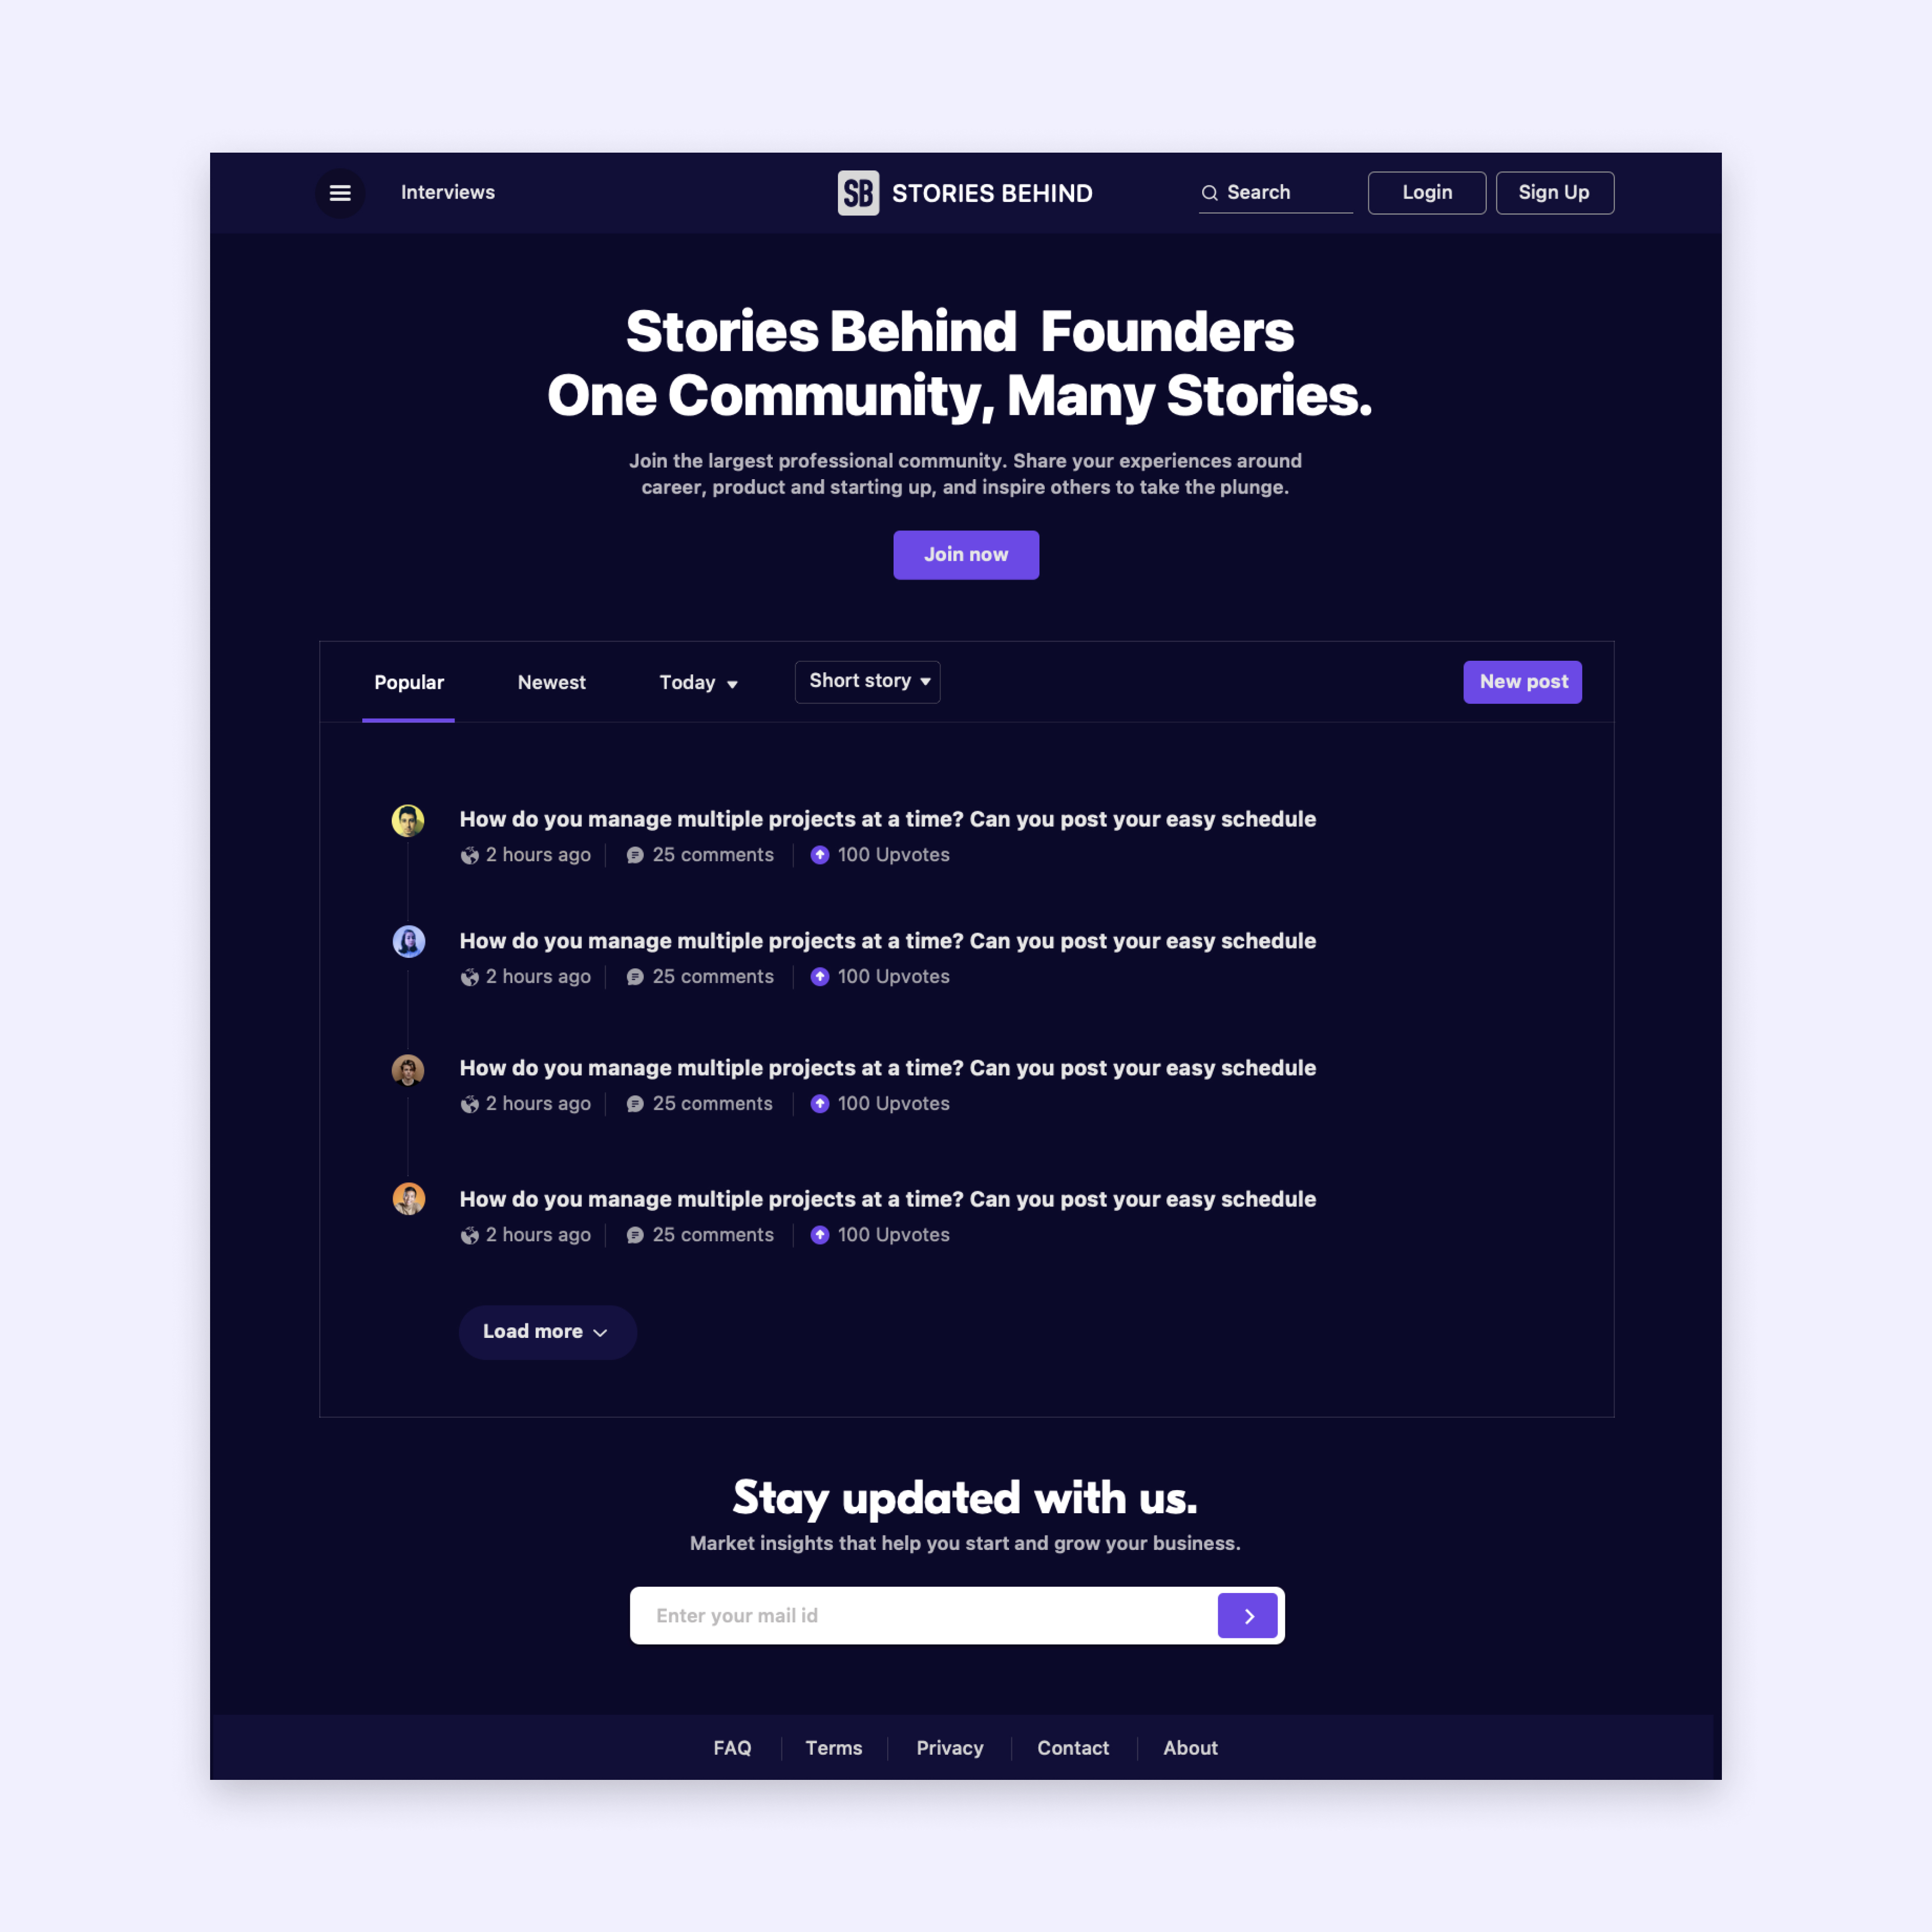 Interviews
SB STORIES BEHIND
Search
Login
Sign Up
Stories Behind  Founders
One Community, Many Stories.
Join the largest professional community. Share your experiences around
career, product and starting up, and inspire others to take the plunge.
Join now
Popular
Newest
Today
Short story
New post
How do you manage multiple projects at a time? Can you post your easy schedule
2 hours ago
25 comments
100 Upvotes
How do you manage multiple projects at a time? Can you post your easy schedule
2 hours ago
25 comments
100 Upvotes
How do you manage multiple projects at a time? Can you post your easy schedule
2 hours ago
25 comments
100 Upvotes
How do you manage multiple projects at a time? Can you post your easy schedule
2 hours ago
25 comments
100 Upvotes
Load more
Stay updated with us.
Market insights that help you start and grow your business.
Enter your mail id
FAQ
Terms
Privacy
Contact
About